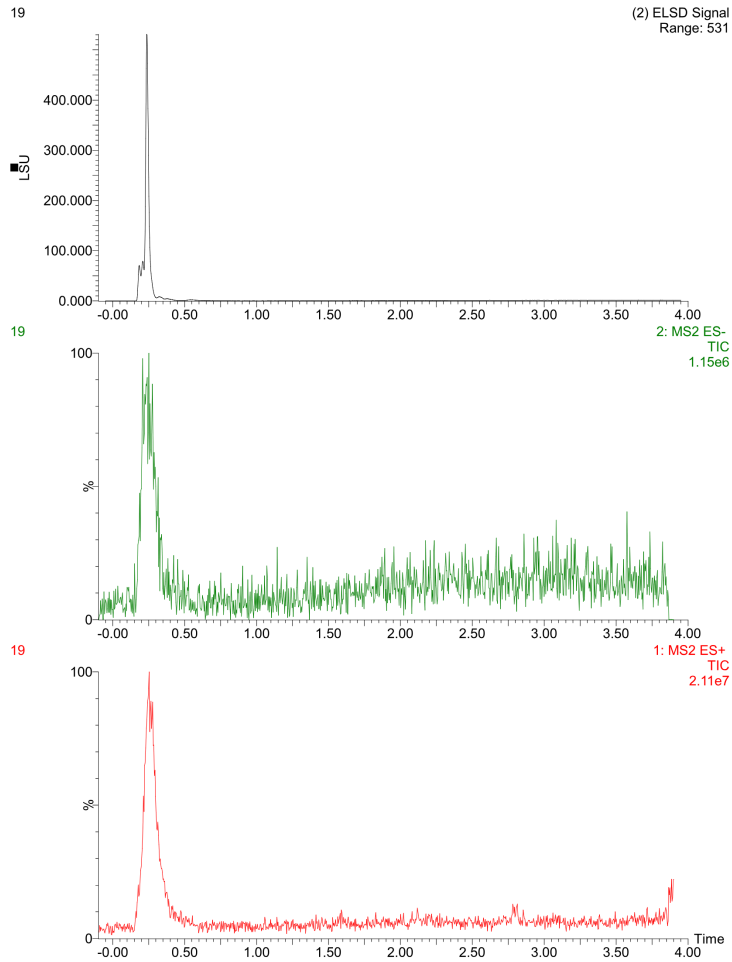 19
(2) ELSD Signal
Range: 531
400.000
300.000
200.000
100.000
0.000
LSU
-0.00 0.50 1.00 1.50 2.00 2.50 3.00 3.50 4.00
19
2: MS2 ES-
TIC
1.15e6
100
%
0
-0.00 0.50 1.00 1.50 2.00 2.50 3.00 3.50 4.00
19
1: MS2 ES+
TIC
2.11e7
100
%
0
-0.00 0.50 1.00 1.50 2.00 2.50 3.00 3.50 4.00
Time